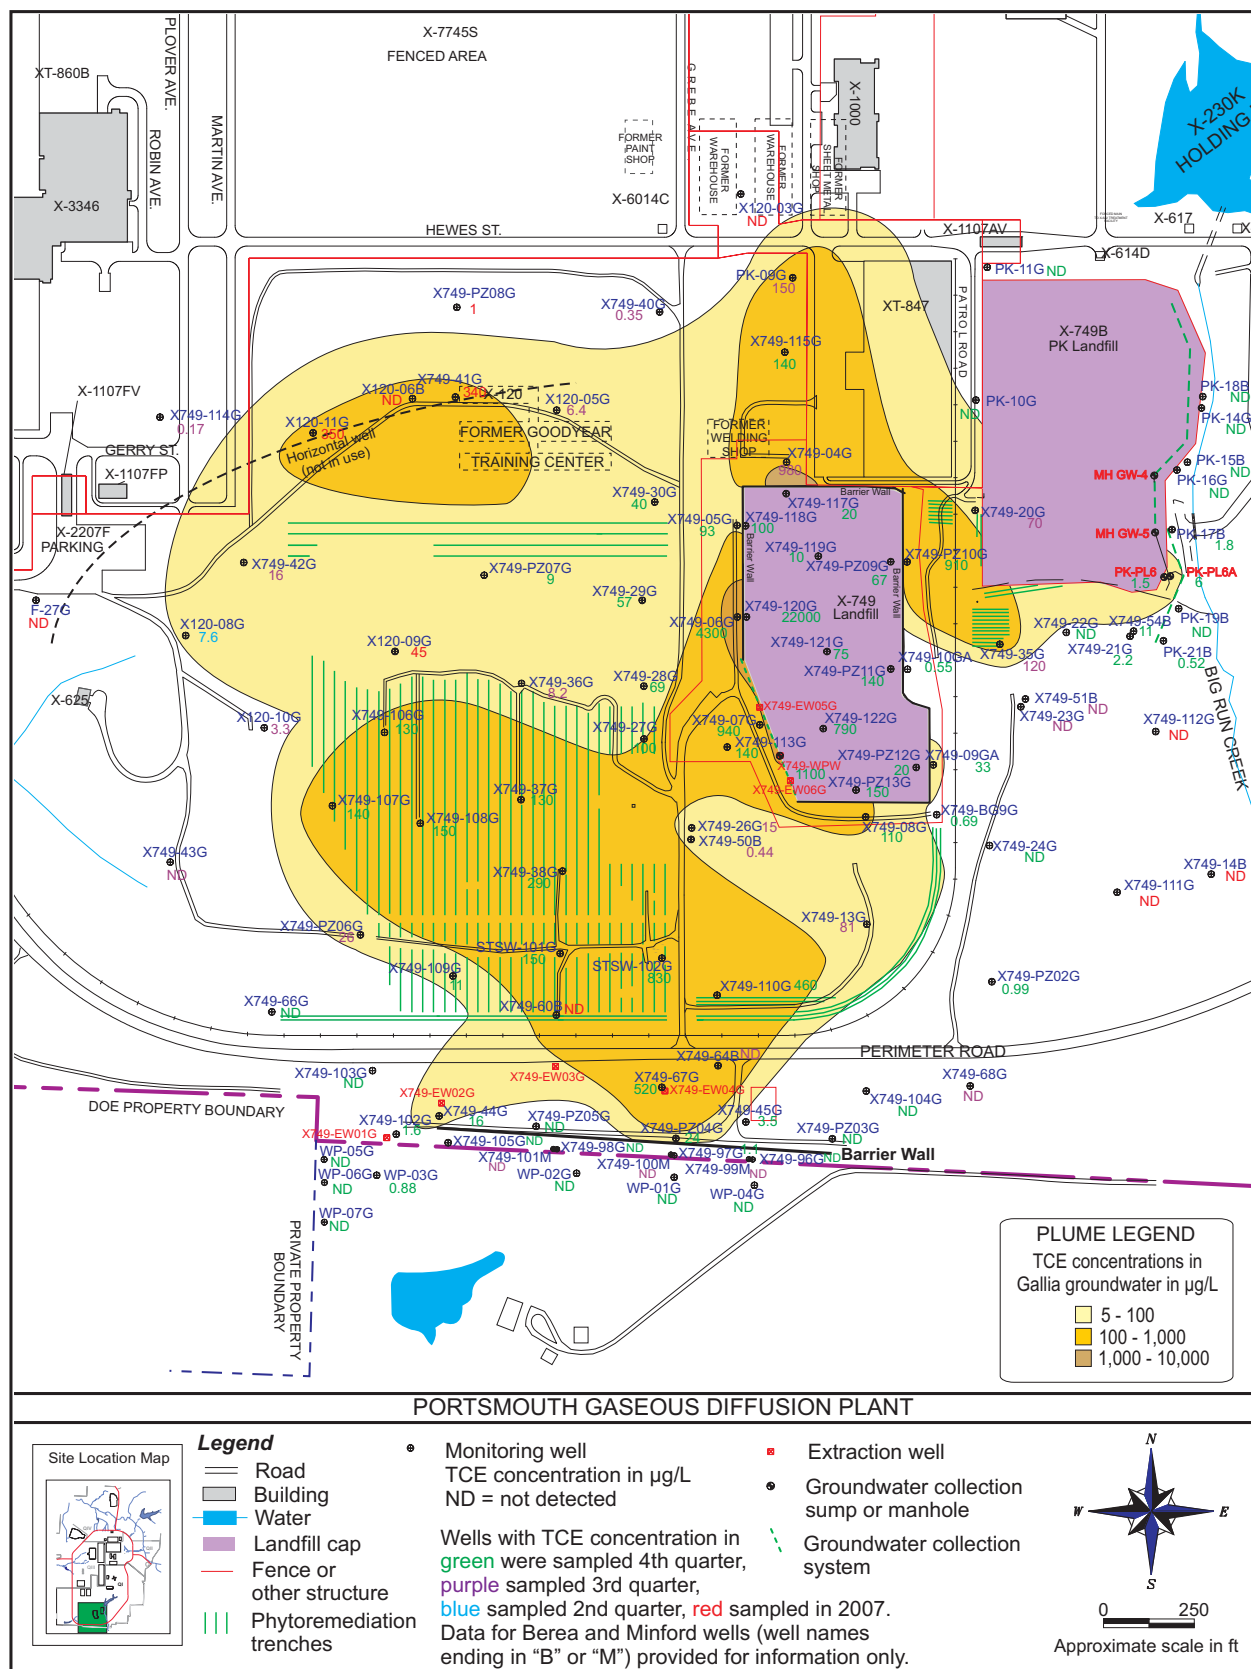 X-7745S
FENCED AREA
PLOVER AVE.
XT-860B
ROBIN AVE.
MARTIN AVE.
GREBE AVE.
X-1000
X-230K
HOLDING
FORMER
PAINT
SHOP
FORMER
WAREHOUSE
FORMER
WAREHOUSE
FORMER
SHEET METAL
SHOP
X-3346
X-6014C
X120-03G
ND
HEWES ST.
X-617
X-1107AV
X-614D
PK-11G ND
PK-09G
150
X749-PZ08G
1
X749-40G
0.35
XT-847
PATROL ROAD
X-749B
PK Landfill
X749-115G
140
X-1107FV
X120-06B
ND
X749-41G
340
X-120
X120-05G
6.4
PK-18B
ND
PK-14G
ND
PK-10G
ND
X749-114G
0.17
X120-11G
350
Horizontal well
(not in use)
FORMER GOODYEAR
TRAINING CENTER
FORMER
WELDING
SHOP
GERRY ST.
X-1107FP
X749-04G
980
PK-15B
ND
PK-16G
ND
MH GW-4
X749-30G
40
Barrier Wall
X749-117G
20
X749-20G
70
X-2207F
PARKING
X749-05G
93
X749-118G
100
MH GW-5
PK-17B
1.8
Barrier Wall
X749-119G
10
X749-PZ09G
67
Barrier Wall
X749-PZ10G
910
X749-42G
16
X749-PZ07G
9
PK-PL6
1.5
PK-PL6A
6
X-749
Landfill
F-27G
ND
X749-29G
57
X749-06G
4300
X749-120G
22000
PK-19B
ND
X120-08G
7.6
X749-22G
ND
X749-54B
11
X749-21G
2.2
PK-21B
0.52
X120-09G
45
X749-121G
75
X749-35G
120
X749-PZ11G
140
X749-10GA
0.55
X749-36G
8.2
X749-28G
69
BIG RUN CREEK
X-625
X749-51B
ND
X749-23G
ND
X749-EW05G
X120-10G
3.3
X749-106G
130
X749-27G
100
X749-07G
940
X749-122G
790
X749-112G
ND
X749-113G
140
X749-WPW
1100
X749-PZ12G
20
X749-09GA
33
X749-EW06G
X749-PZ13G
150
X749-37G
130
X749-107G
140
X749-108G
150
X749-BG9G
0.69
X749-26G 15
X749-50B
0.44
X749-08G
110
X749-24G
ND
X749-43G
ND
X749-38G
290
X749-14B
ND
X749-111G
ND
X749-13G
81
X749-PZ06G
26
STSW-101G
150
STSW-102G
830
X749-109G
11
X749-110G 460
X749-PZ02G
0.99
X749-66G
ND
X749-60B ND
PERIMETER ROAD
X749-64B ND
X749-103G
ND
X749-EW03G
X749-67G
520
X749-EW04G
X749-68G
ND
X749-104G
ND
DOE PROPERTY BOUNDARY
X749-EW02G
X749-44G
16
X749-PZ05G
ND
X749-45G
3.5
X749-102G
1.6
X749-EW01G
X749-PZ04G
24
X749-PZ03G
ND
X749-105G ND
X749-98G ND
X749-97G
1.1
X749-96G ND
Barrier Wall
X749-101M
ND
X749-100M
ND
X749-99M
ND
WP-05G
ND
WP-06G
ND
WP-03G
0.88
WP-02G
ND
WP-01G
ND
WP-04G
ND
WP-07G
ND
PRIVATE PROPERTY
BOUNDARY
PLUME LEGEND
TCE concentrations in
Gallia groundwater in µg/L
5 - 100
100 - 1,000
1,000 - 10,000
PORTSMOUTH GASEOUS DIFFUSION PLANT
Site Location Map
Legend
Road
Building
Water
Landfill cap
Fence or
other structure
Phytoremediation
trenches
Monitoring well
TCE concentration in µg/L
ND = not detected
Wells with TCE concentration in
green were sampled 4th quarter,
purple sampled 3rd quarter,
blue sampled 2nd quarter, red sampled in 2007.
Data for Berea and Minford wells (well names
ending in “B” or “M”) provided for information only.
Extraction well
Groundwater collection
sump or manhole
Groundwater collection
system
N
W E
S
0 250
Approximate scale in ft